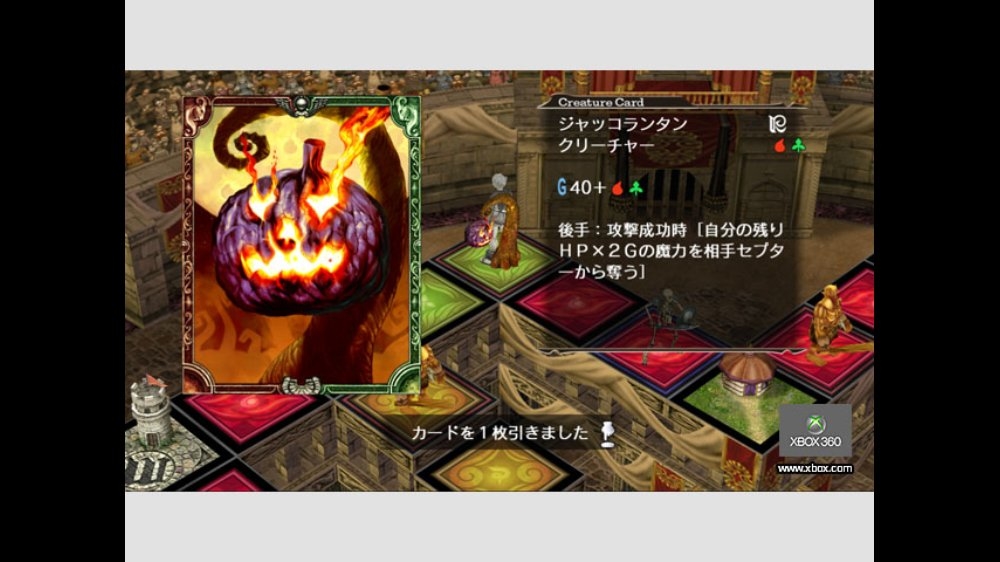 Creature Card
ジャッコランタン
R
クリーチャー
G40+
後手：攻撃成功時［自分の残り
ＨＰ×２Ｇの魔力を相手セプタ
ーから奪う］
カードを１枚引きました
XBOX 360
www.xbox.com